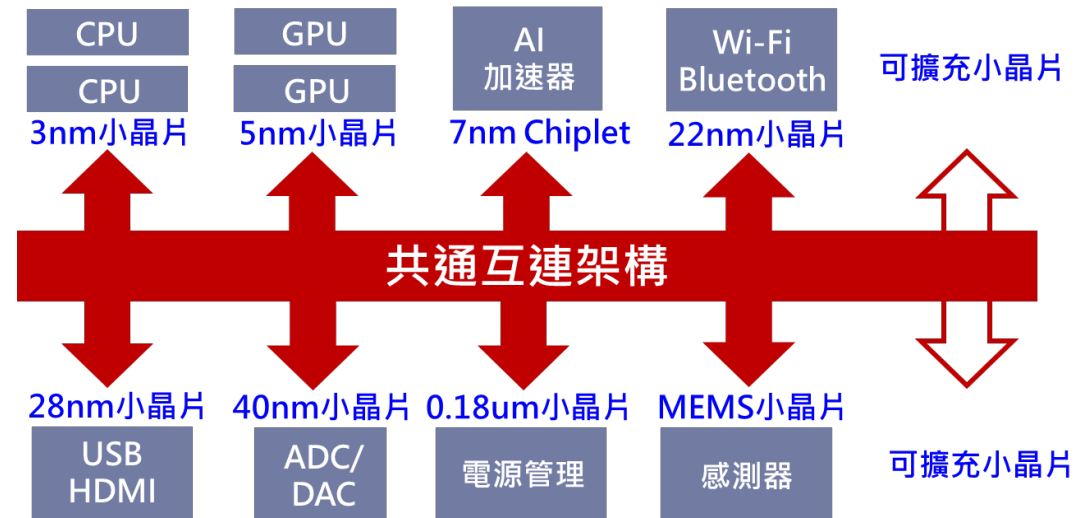 CPU
CPU
3nm小晶片
GPU
GPU
5nm小晶片
AI
加速器
7nm Chiplet
Wi-Fi
Bluetooth
22nm小晶片
可擴充小晶片
共通互連架構
28nm小晶片
USB
HDMI
40nm小晶片
ADC/
DAC
0.18um小晶片
電源管理
MEMS小晶片
感測器
可擴充小晶片